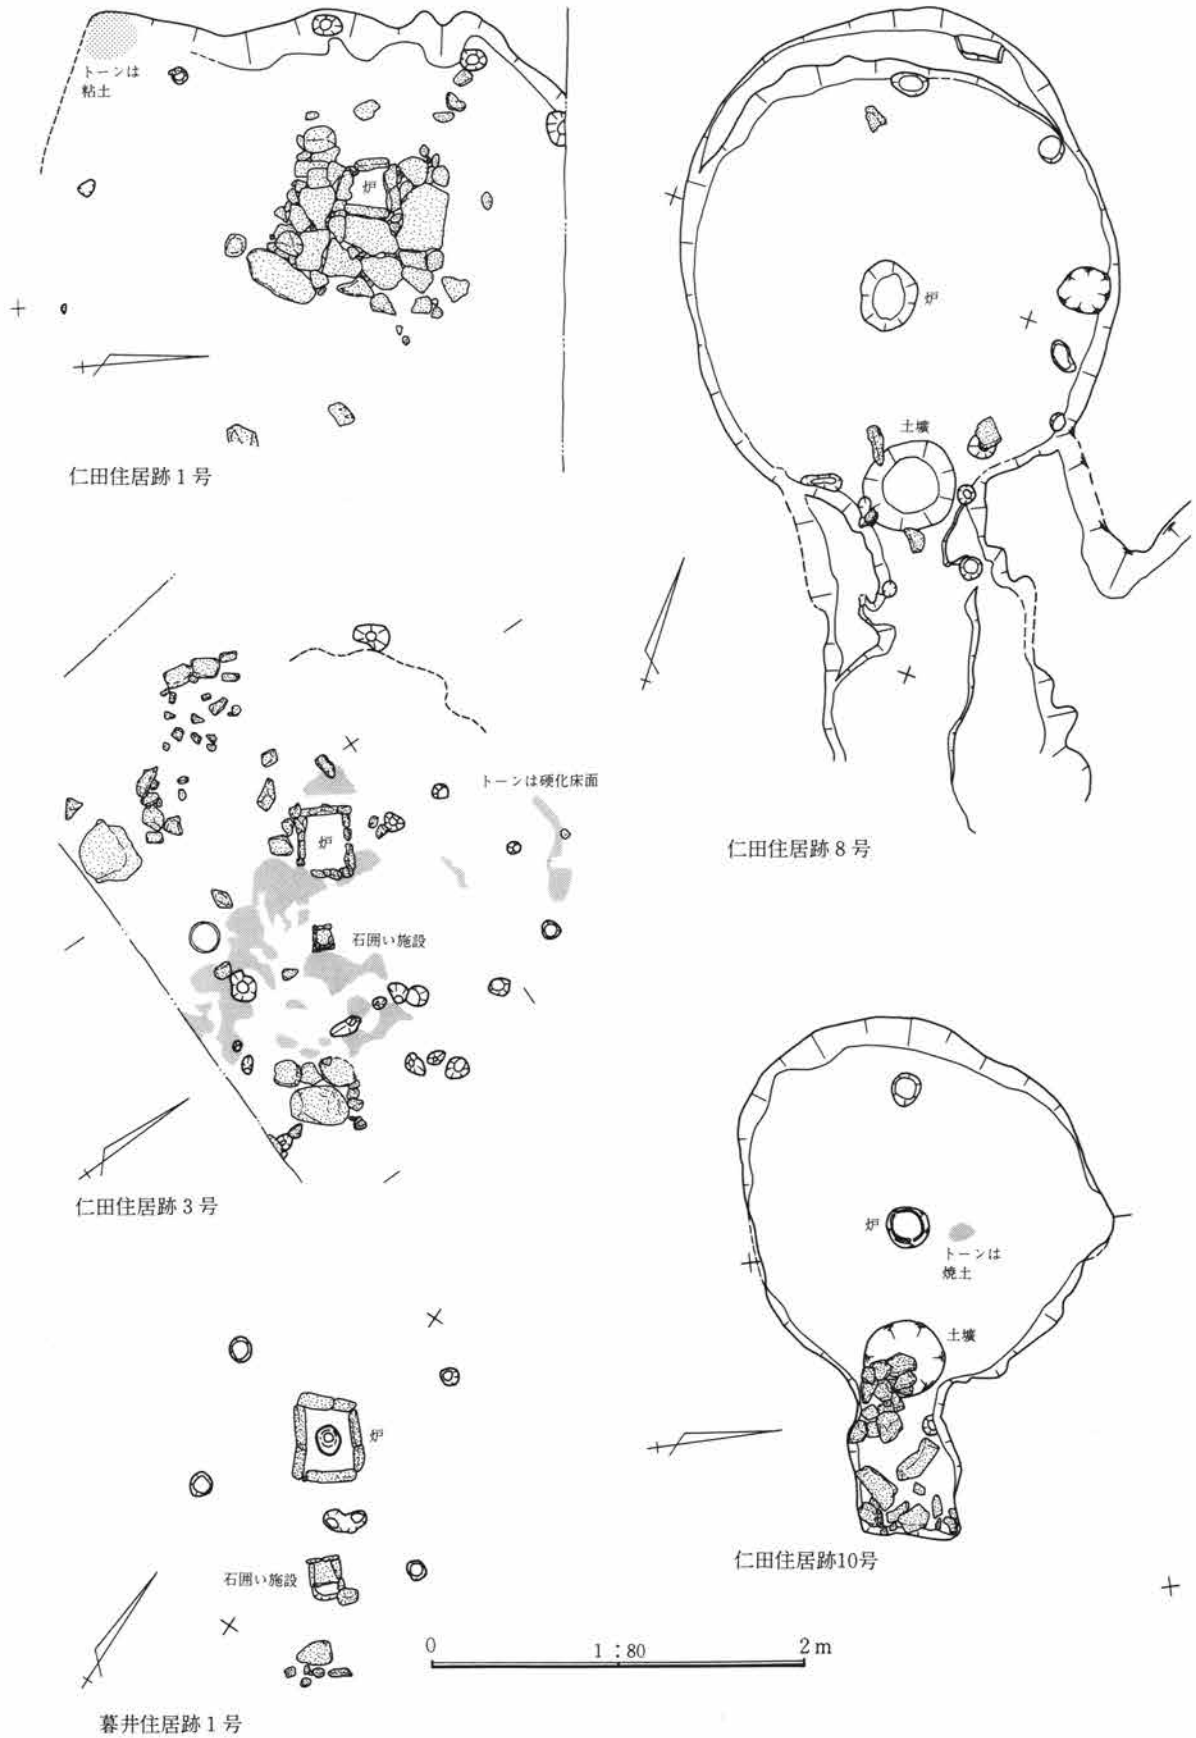 トーンは
粘土
炉
仁田住居跡1号
炉
土壙
仁田住居跡8号
トーンは硬化床面
炉
石囲い施設
仁田住居跡3号
炉
トーンは
焼土
土壙
仁田住居跡10号
炉
石囲い施設
暮井住居跡1号
0 1:80 2m